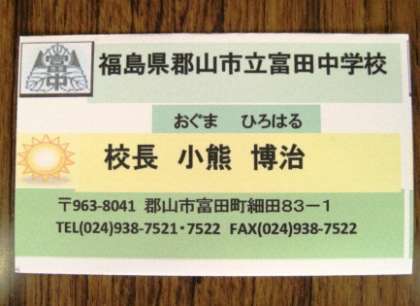 富中
福島県郡山市立富田中学校
おぐま ひろはる
校長 小熊 博治
〒963-8041 郡山市富田町細田83－1
TEL(024)938-7521・7522 FAX(024)938-7522